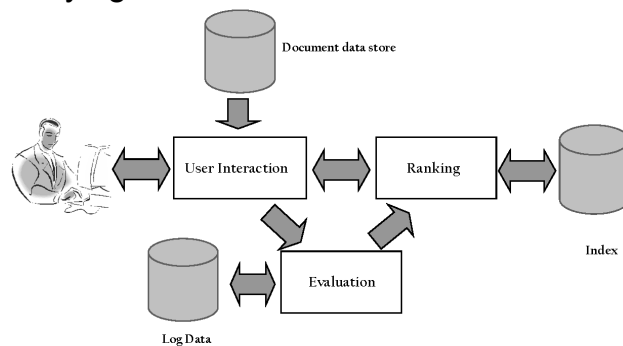 Document data store
User Interaction
Ranking
Index
Evaluation
Log Data